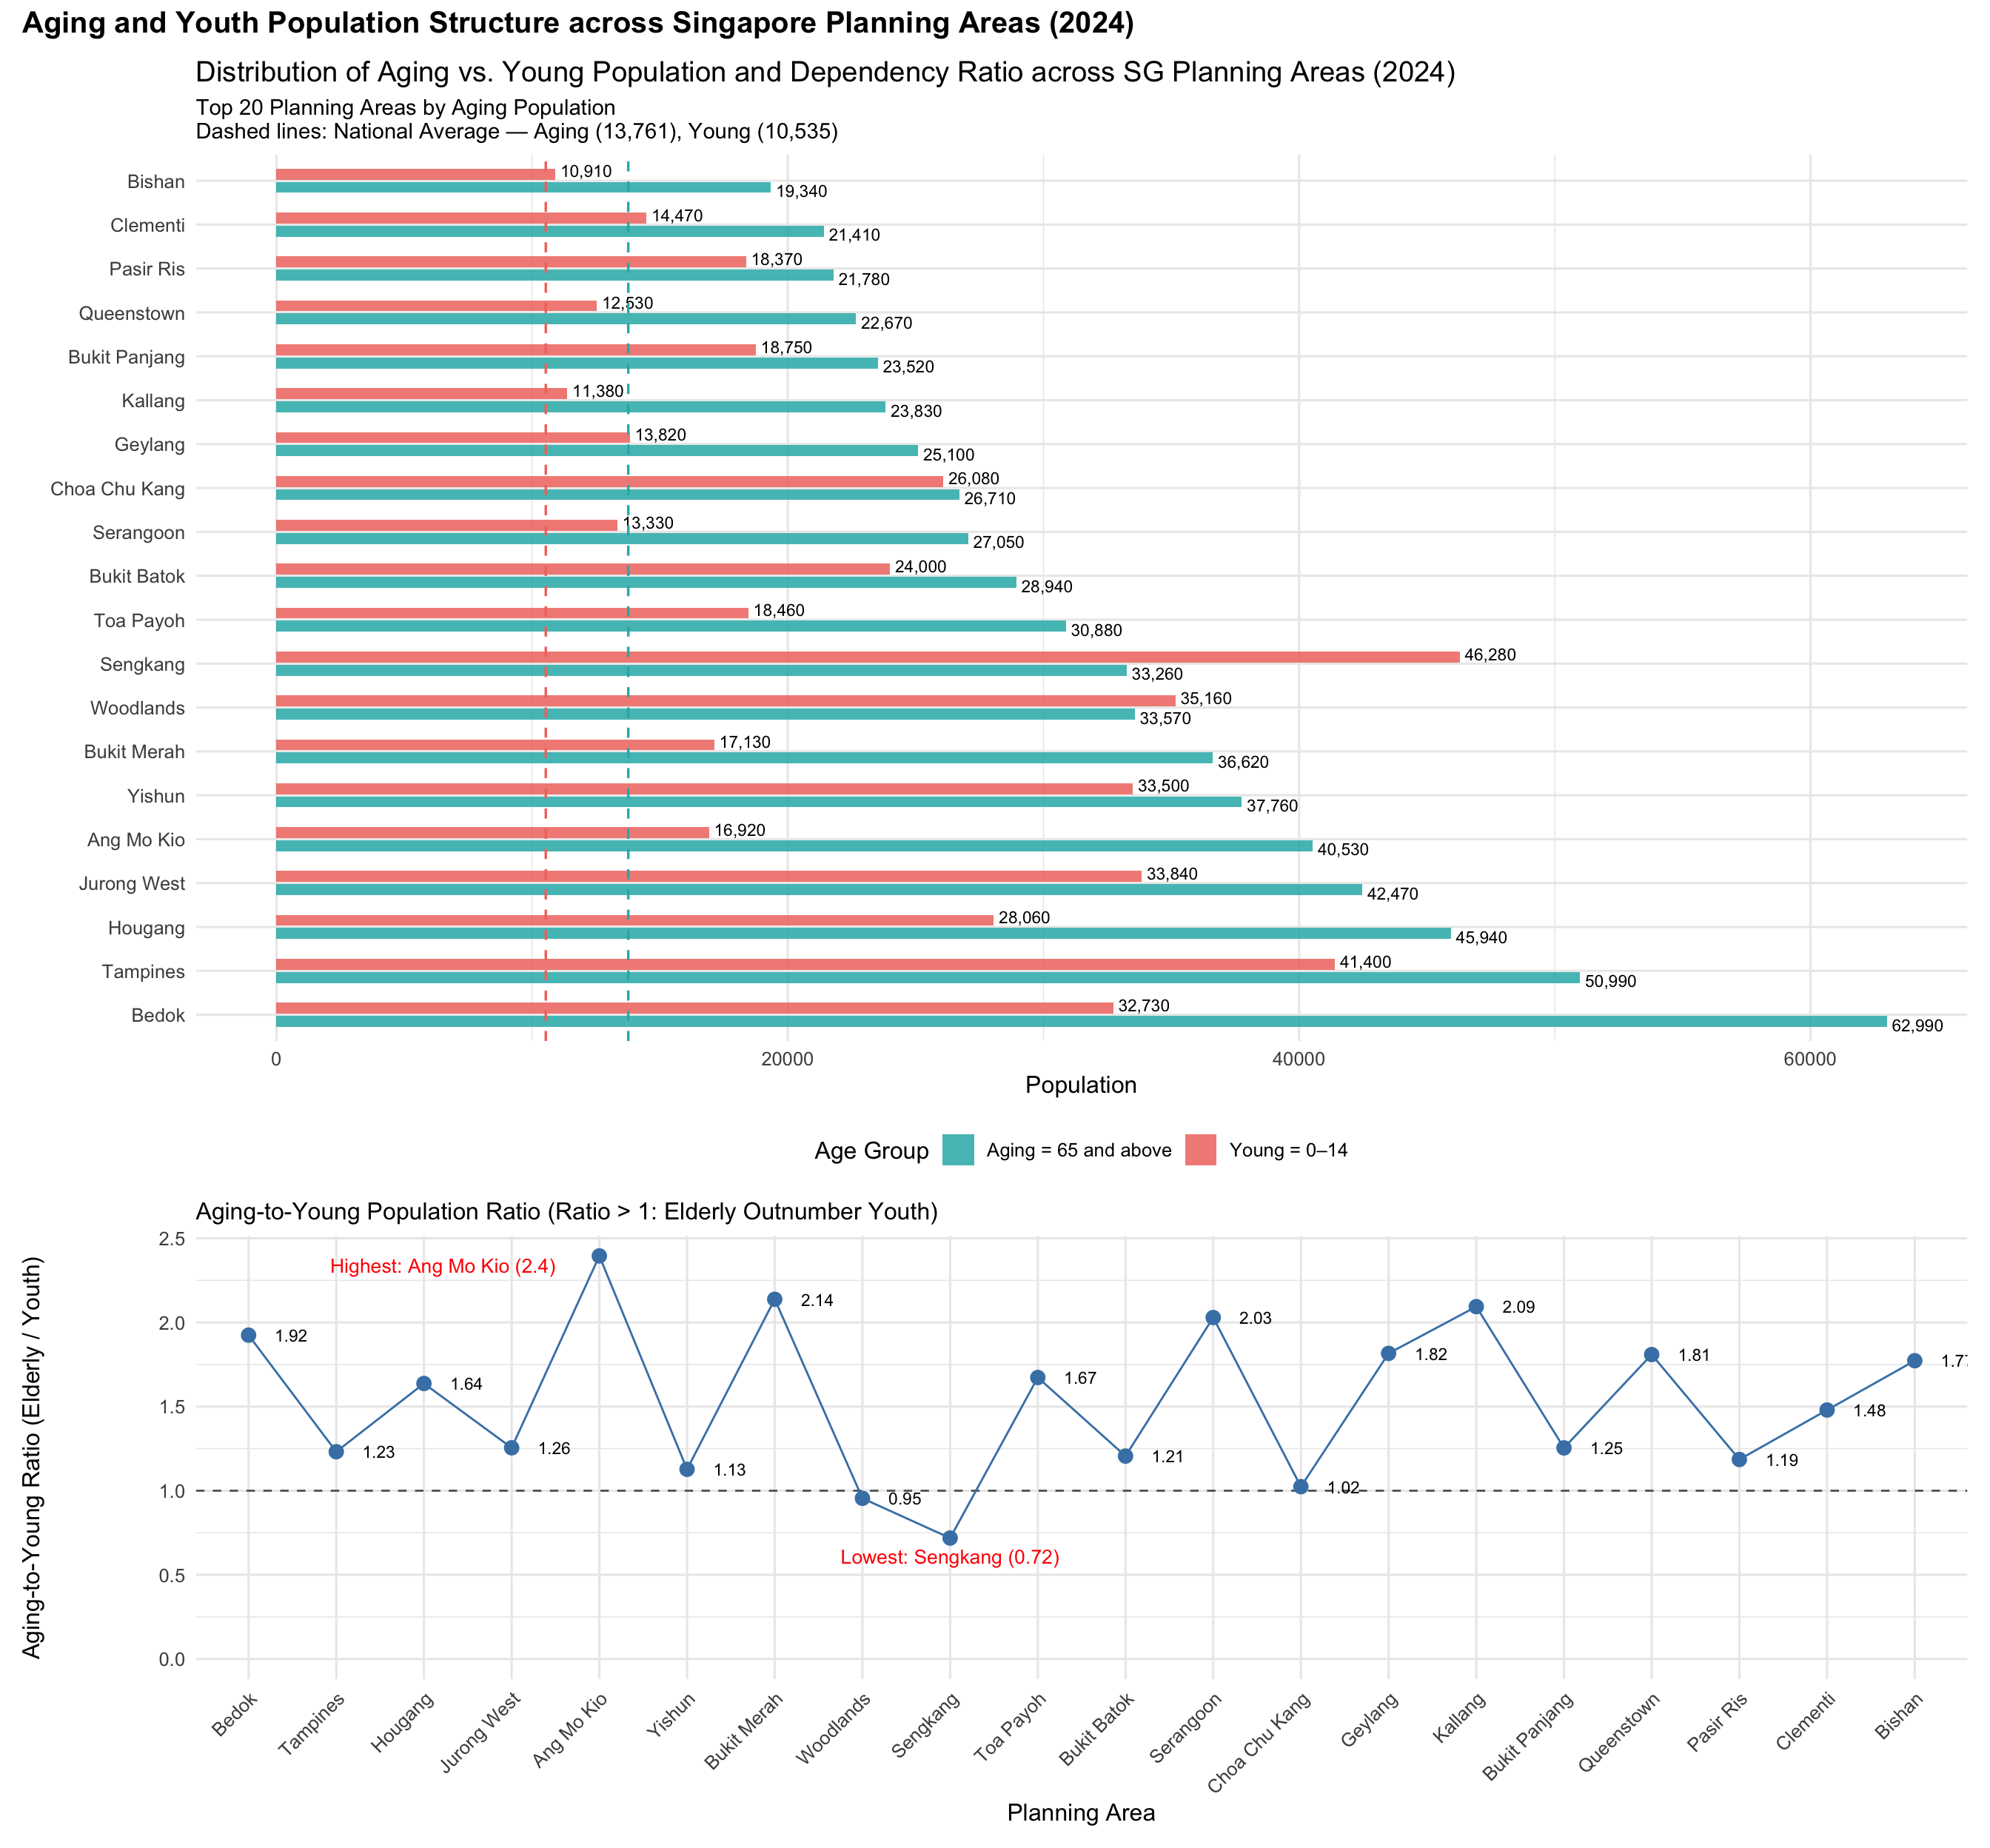 Aging and Youth Population Structure across Singapore Planning Areas (2024)
Distribution of Aging vs. Young Population and Dependency Ratio across SG Planning Areas (2024)
Top 20 Planning Areas by Aging Population
Dashed lines: National Average — Aging (13,761), Young (10,535)
Bishan 10,910
19,340
Clementi 14,470
21,410
Pasir Ris 18,370
21,780
Queenstown 12,530
22,670
Bukit Panjang 18,750
23,520
Kallang 11,380
23,830
Geylang 13,820
25,100
Choa Chu Kang 26,080
26,710
Serangoon 13,330
27,050
Bukit Batok 24,000
28,940
Toa Payoh 18,460
30,880
Sengkang 46,280
33,260
Woodlands 35,160
33,570
Bukit Merah 17,130
36,620
Yishun 33,500
37,760
Ang Mo Kio 16,920
40,530
Jurong West 33,840
42,470
Hougang 28,060
45,940
Tampines 41,400
50,990
Bedok 32,730
62,990
0 20000 40000 60000
Population
Age Group Aging = 65 and above Young = 0–14
Aging-to-Young Population Ratio (Ratio > 1: Elderly Outnumber Youth)
Aging-to-Young Ratio (Elderly / Youth)
2.5
2.0
1.5
1.0
0.5
0.0
Highest: Ang Mo Kio (2.4)
1.92
1.23
1.64
1.26
1.13
2.14
0.95
Lowest: Sengkang (0.72)
1.67
1.21
2.03
1.02
1.82
2.09
1.25
1.81
1.19
1.48
1.77
Bedok
Tampines
Hougang
Jurong West
Ang Mo Kio
Yishun
Bukit Merah
Woodlands
Sengkang
Toa Payoh
Bukit Batok
Serangoon
Choa Chu Kang
Geylang
Kallang
Bukit Panjang
Queenstown
Pasir Ris
Clementi
Bishan
Planning Area